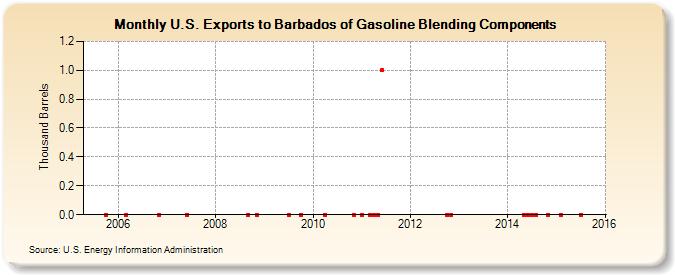 Monthly U.S. Exports to Barbados of Gasoline Blending Components
Thousand Barrels
1.2
1.0
0.8
0.6
0.4
0.2
0.0
2006 2008 2010 2012 2014 2016
Source: U.S. Energy Information Administration